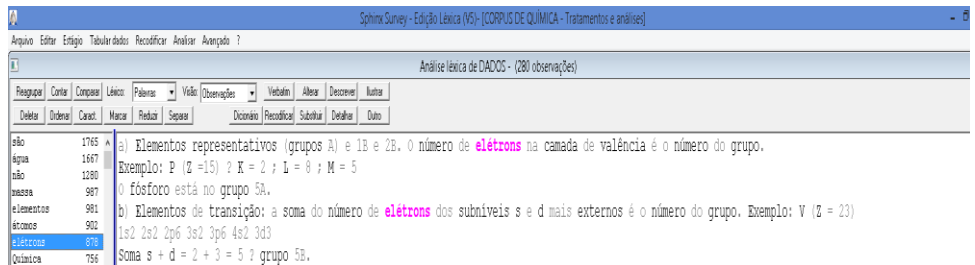 Sphinx Survey - Edição Léxica (V5)- [CORPUS DE QUÍMICA - Tratamentos e análises]
Arquivo Editar Estágio Tabular dados Recodificar Analisar Avançado ?
Análise léxica de DADOS - (280 observações)
Reagrupar Contar Comparar Léxico: Palavras Visão: Observações Verbatim Alterar Descrever Ilustrar
Deletar Ordenar Caract. Marcar Reduzir Separar Dicionário Recodificar Substituir Detalhar Outro
são 1765
água 1667
não 1280
massa 987
elementos 981
átomos 902
elétrons 878
Química 756
a) Elementos representativos (grupos A) e 1B e 2B. O número de elétrons na camada de valência é o número do grupo.
Exemplo: P (Z =15) ? K = 2 ; L = 8 ; M = 5
O fósforo está no grupo 5A.
b) Elementos de transição: a soma do número de elétrons dos subníveis s e d mais externos é o número do grupo. Exemplo: V (Z = 23)
1s2 2s2 2p6 3s2 3p6 4s2 3d3
Soma s + d = 2 + 3 = 5 ? grupo 5B.